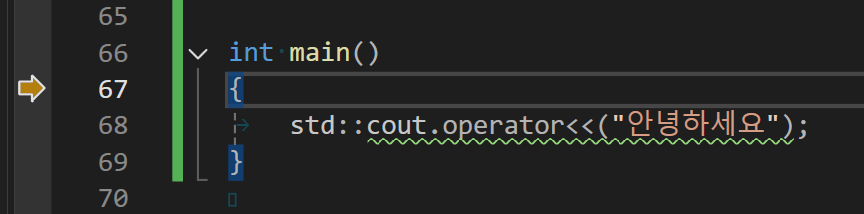 65
66 int main()
67 {
68 std::cout.operator<<("안녕하세요");
69 }
70